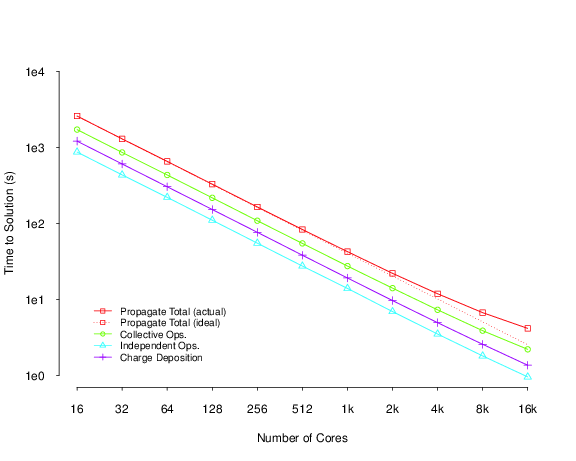 1e4
1e3
1e2
1e1
1e0
Time to Solution (s)
Propagate Total (actual)
Propagate Total (ideal)
Collective Ops.
Independent Ops.
Charge Deposition
16 32 64 128 256 512 1k 2k 4k 8k 16k
Number of Cores